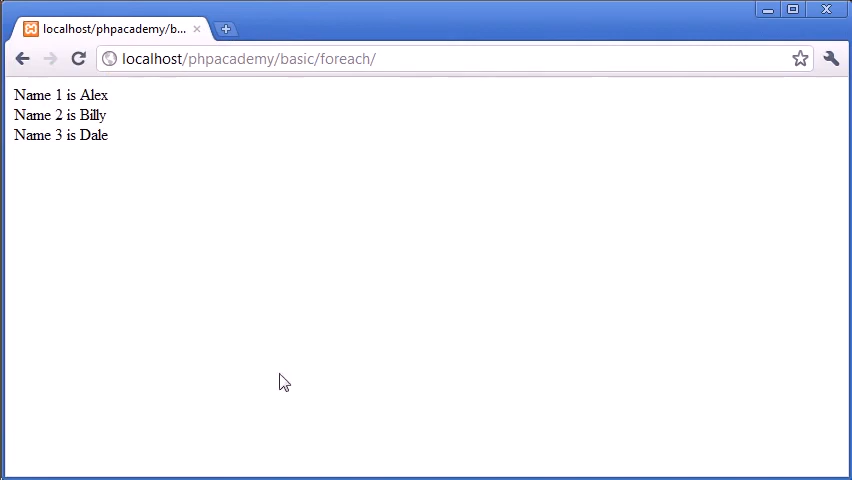 localhost/phpacademy/b...
localhost/phpacademy/basic/foreach/
Name 1 is Alex
Name 2 is Billy
Name 3 is Dale